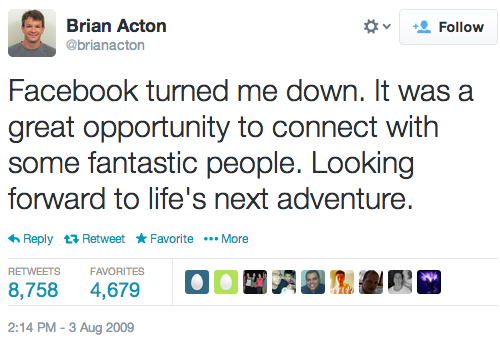 Brian Acton
@brianacton
Follow
Facebook turned me down. It was a
great opportunity to connect with
some fantastic people. Looking
forward to life's next adventure.
Reply Retweet Favorite More
RETWEETS FAVORITES
8,758 4,679
2:14 PM - 3 Aug 2009